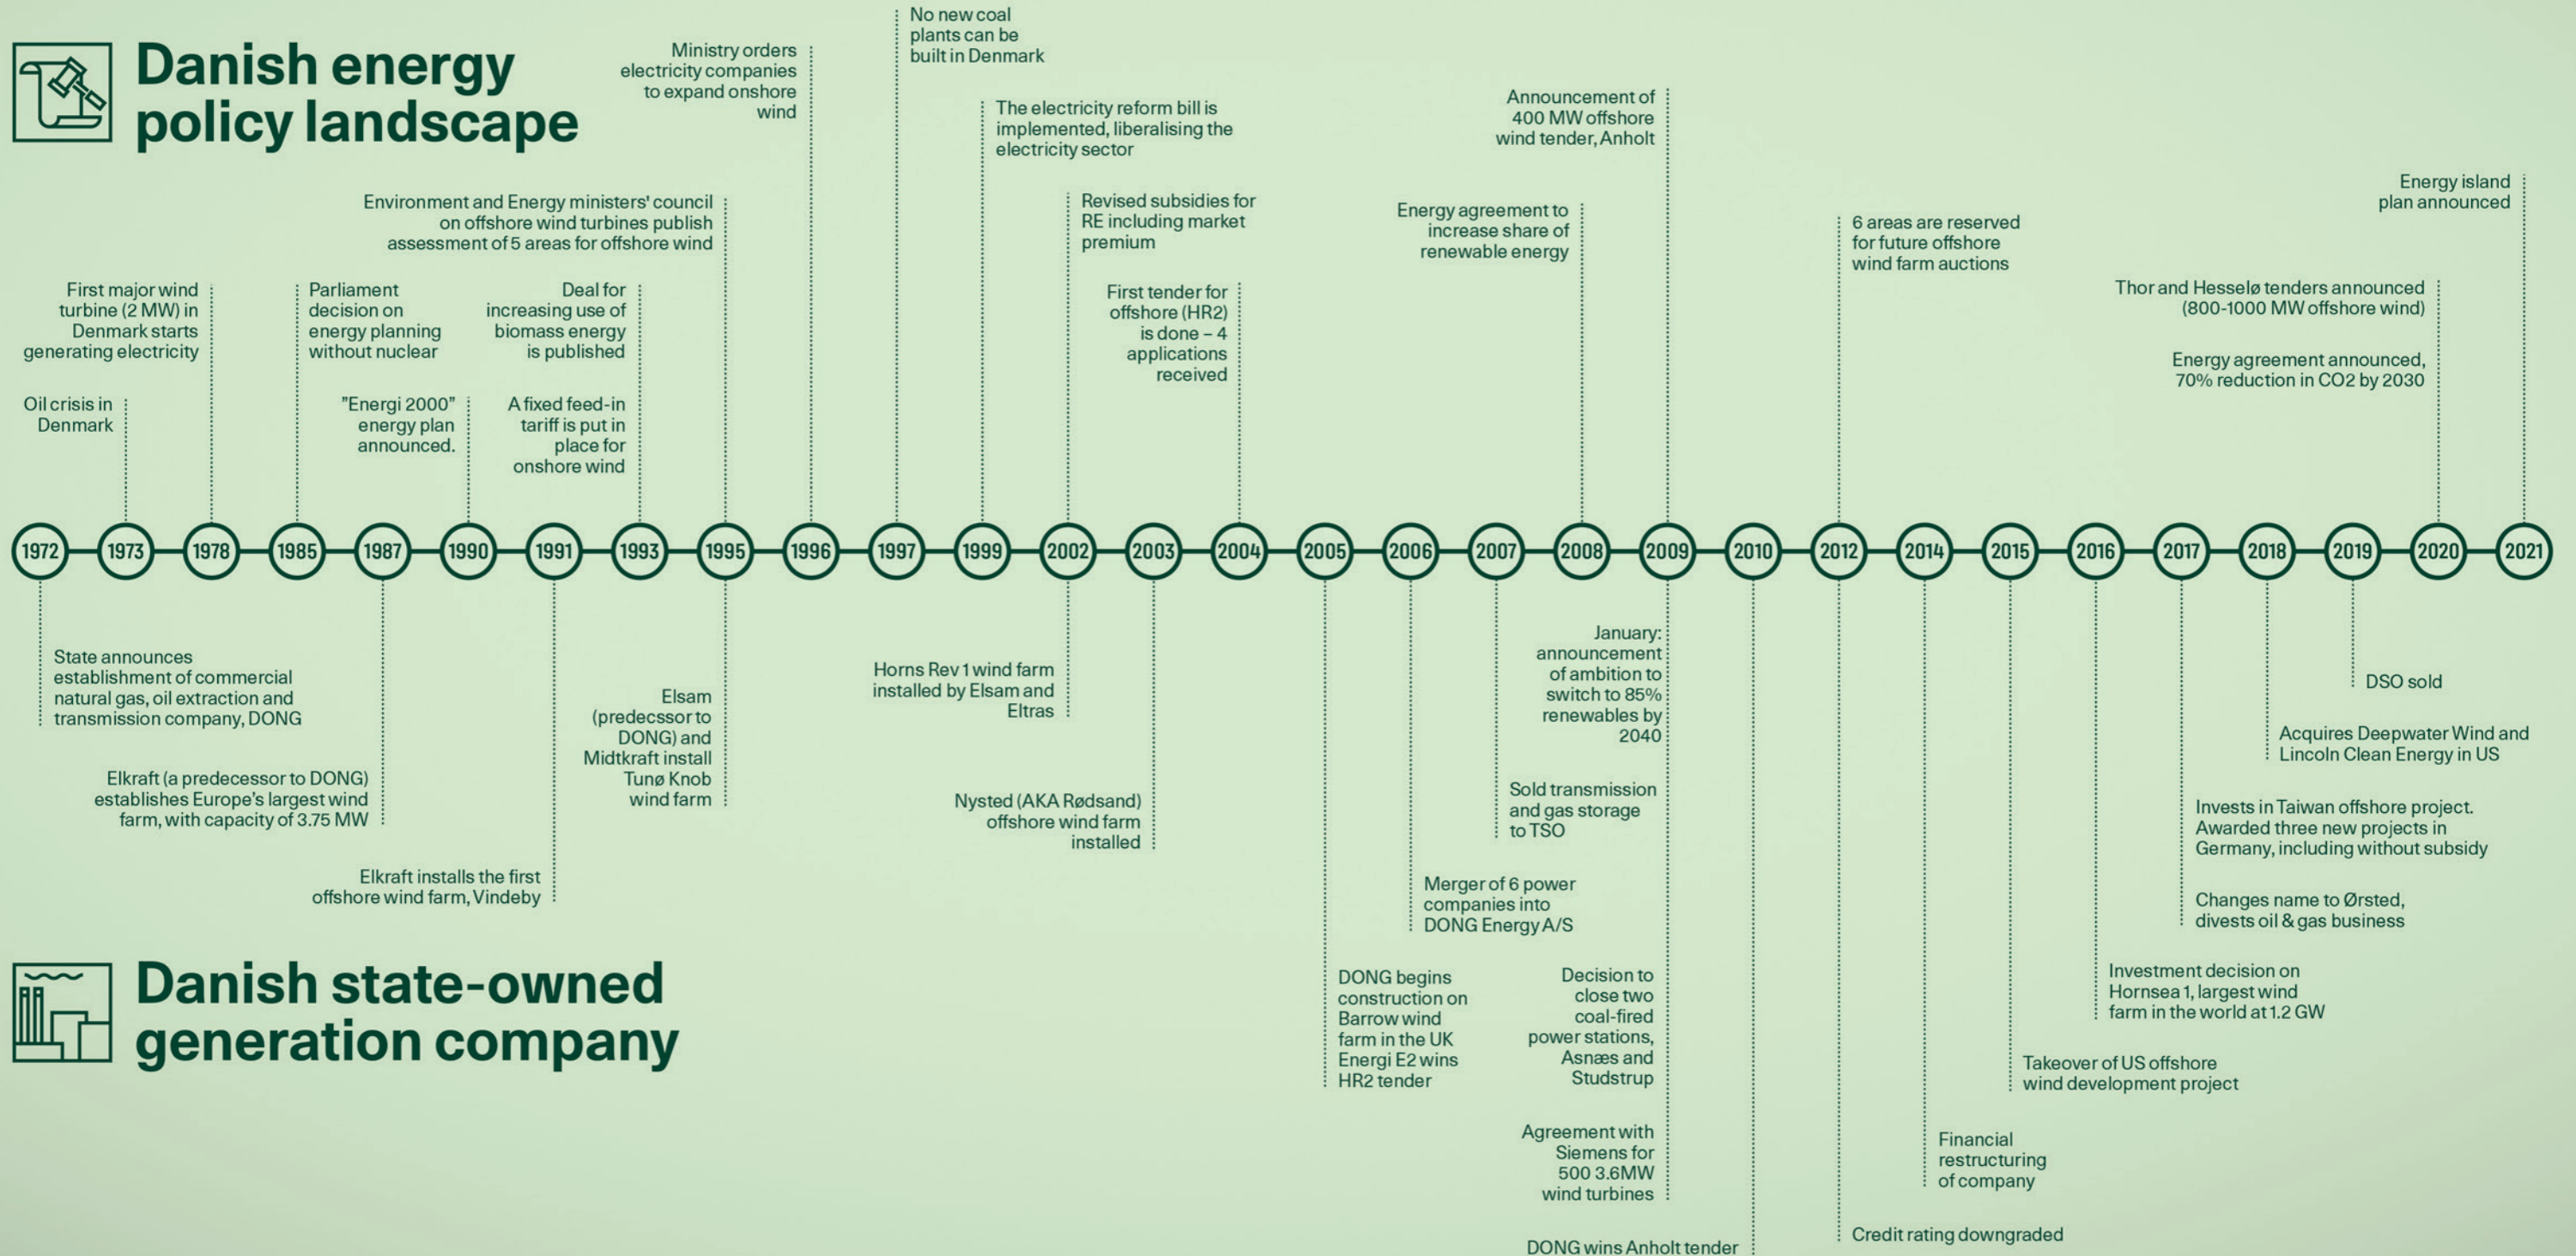 Danish energy
policy landscape
Oil crisis in
Denmark
First major wind
turbine (2 MW) in
Denmark starts
generating electricity
Parliament
decision on
energy planning
without nuclear
"Energi 2000"
energy plan
announced.
Deal for
increasing use of
biomass energy
is published
A fixed feed-in
tariff is put in
place for
onshore wind
Environment and Energy ministers' council
on offshore wind turbines publish
assessment of 5 areas for offshore wind
Ministry orders
electricity companies
to expand onshore
wind
No new coal
plants can be
built in Denmark
The electricity reform bill is
implemented, liberalising the
electricity sector
Revised subsidies for
RE including market
premium
First tender for
offshore (HR2)
is done – 4
applications
received
Energy agreement to
increase share of
renewable energy
Announcement of
400 MW offshore
wind tender, Anholt
6 areas are reserved
for future offshore
wind farm auctions
Thor and Hesselø tenders announced
(800-1000 MW offshore wind)
Energy agreement announced,
70% reduction in CO2 by 2030
Energy island
plan announced
1972 1973 1978 1985 1987 1990 1991 1993 1995 1996 1997 1999 2002 2003 2004 2005 2006 2007 2008 2009 2010 2012 2014 2015 2016 2017 2018 2019 2020 2021
State announces
establishment of commercial
natural gas, oil extraction and
transmission company, DONG
Elkraft (a predecessor to DONG)
establishes Europe's largest wind
farm, with capacity of 3.75 MW
Elkraft installs the first
offshore wind farm, Vindeby
Elsam
(predecssor to
DONG) and
Midtkraft install
Tunø Knob
wind farm
Horns Rev 1 wind farm
installed by Elsam and
Eltras
Nysted (AKA Rødsand)
offshore wind farm
installed
DONG begins
construction on
Barrow wind
farm in the UK
Energi E2 wins
HR2 tender
Merger of 6 power
companies into
DONG Energy A/S
Sold transmission
and gas storage
to TSO
January:
announcement
of ambition to
switch to 85%
renewables by
2040
Decision to
close two
coal-fired
power stations,
Asnæs and
Studstrup
Agreement with
Siemens for
500 3.6MW
wind turbines
DONG wins Anholt tender
Credit rating downgraded
Financial
restructuring
of company
Takeover of US offshore
wind development project
Investment decision on
Hornsea 1, largest wind
farm in the world at 1.2 GW
Invests in Taiwan offshore project.
Awarded three new projects in
Germany, including without subsidy
Changes name to Ørsted,
divests oil & gas business
Acquires Deepwater Wind and
Lincoln Clean Energy in US
DSO sold
Danish state-owned
generation company